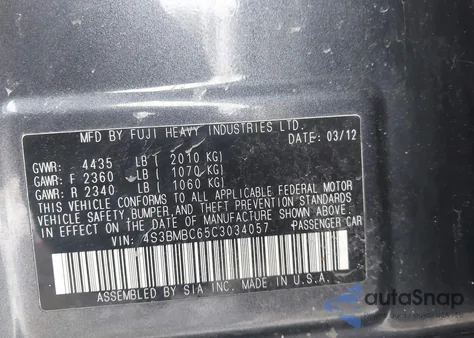 MFD BY FUJI HEAVY INDUSTRIES LTD.
DATE: 03/12
GVWR: 4435 LB ( 2010 KG)
GAWR: F 2360 LB ( 1070 KG)
GAWR: R 2340 LB ( 1060 KG)
THIS VEHICLE CONFORMS TO ALL APPLICABLE FEDERAL MOTOR
VEHICLE SAFETY, BUMPER, AND THEFT PREVENTION STANDARDS
IN EFFECT ON THE DATE OF MANUFACTURE SHOWN ABOVE.
VIN: 4S3BMBC65C3034057 PASSENGER CAR
ASSEMBLED BY SIA INC. MADE IN U.S.A.
autoSnap